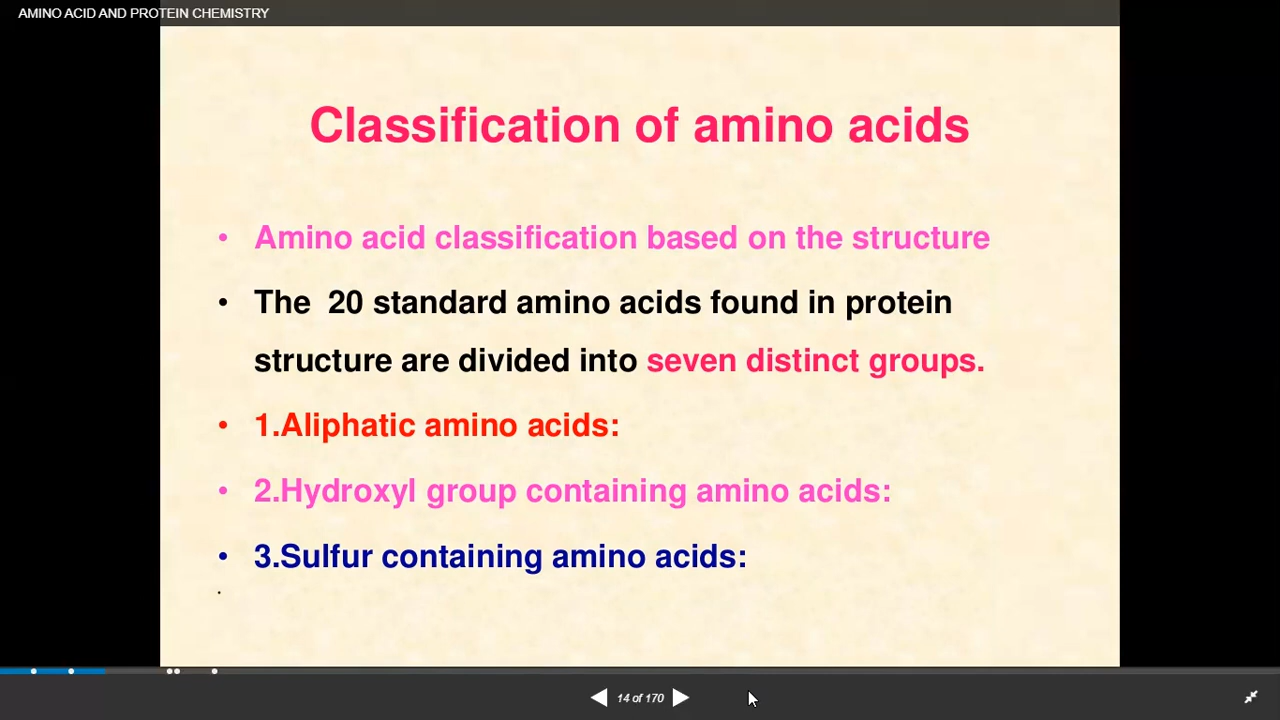 AMINO ACID AND PROTEIN CHEMISTRY
Classification of amino acids
• Amino acid classification based on the structure
• The  20 standard amino acids found in protein
structure are divided into seven distinct groups.
• 1.Aliphatic amino acids:
• 2.Hydroxyl group containing amino acids:
• 3.Sulfur containing amino acids:
•
14 of 170